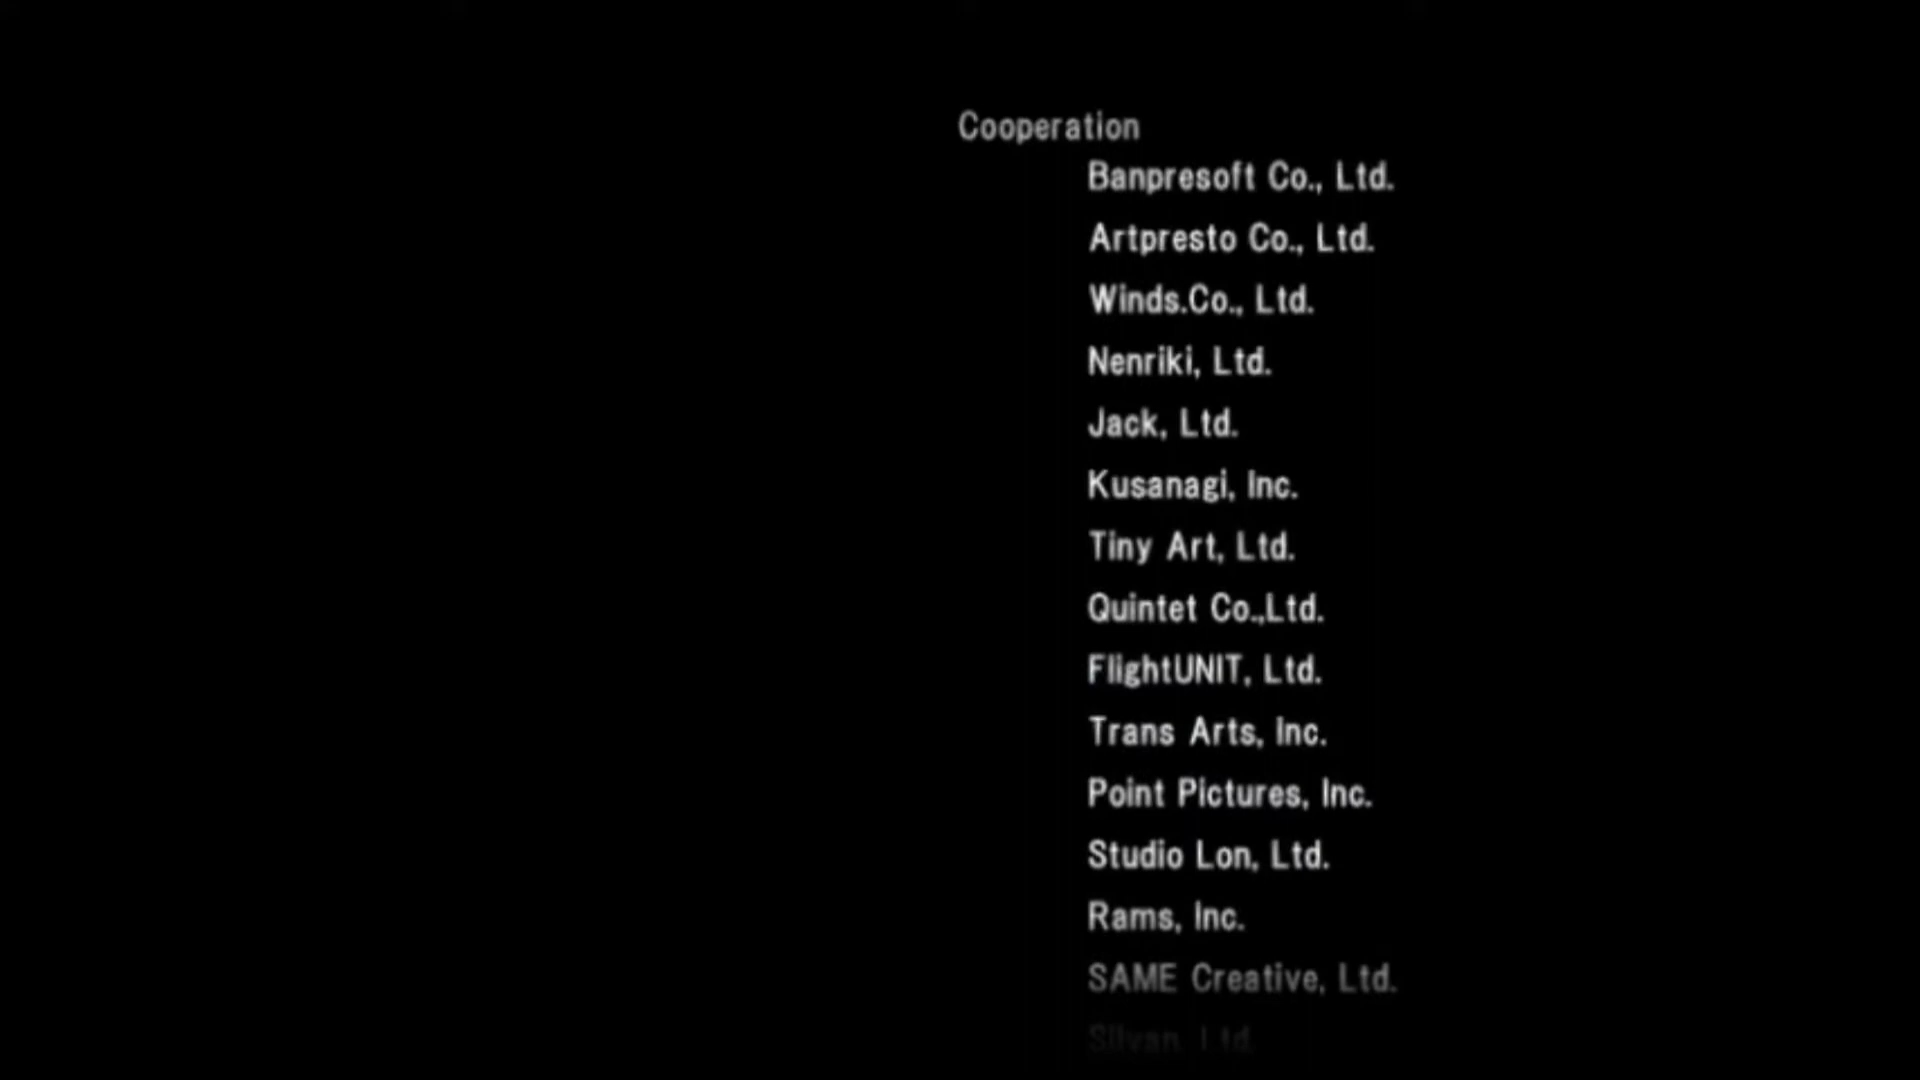 Cooperation
Banpresoft Co., Ltd.
Artpresto Co., Ltd.
Winds.Co., Ltd.
Nenriki, Ltd.
Jack, Ltd.
Kusanagi, Inc.
Tiny Art, Ltd.
Quintet Co.,Ltd.
FlightUNIT, Ltd.
Trans Arts, Inc.
Point Pictures, Inc.
Studio Lon, Ltd.
Rams, Inc.
SAME Creative, Ltd.
Silvan, Ltd.